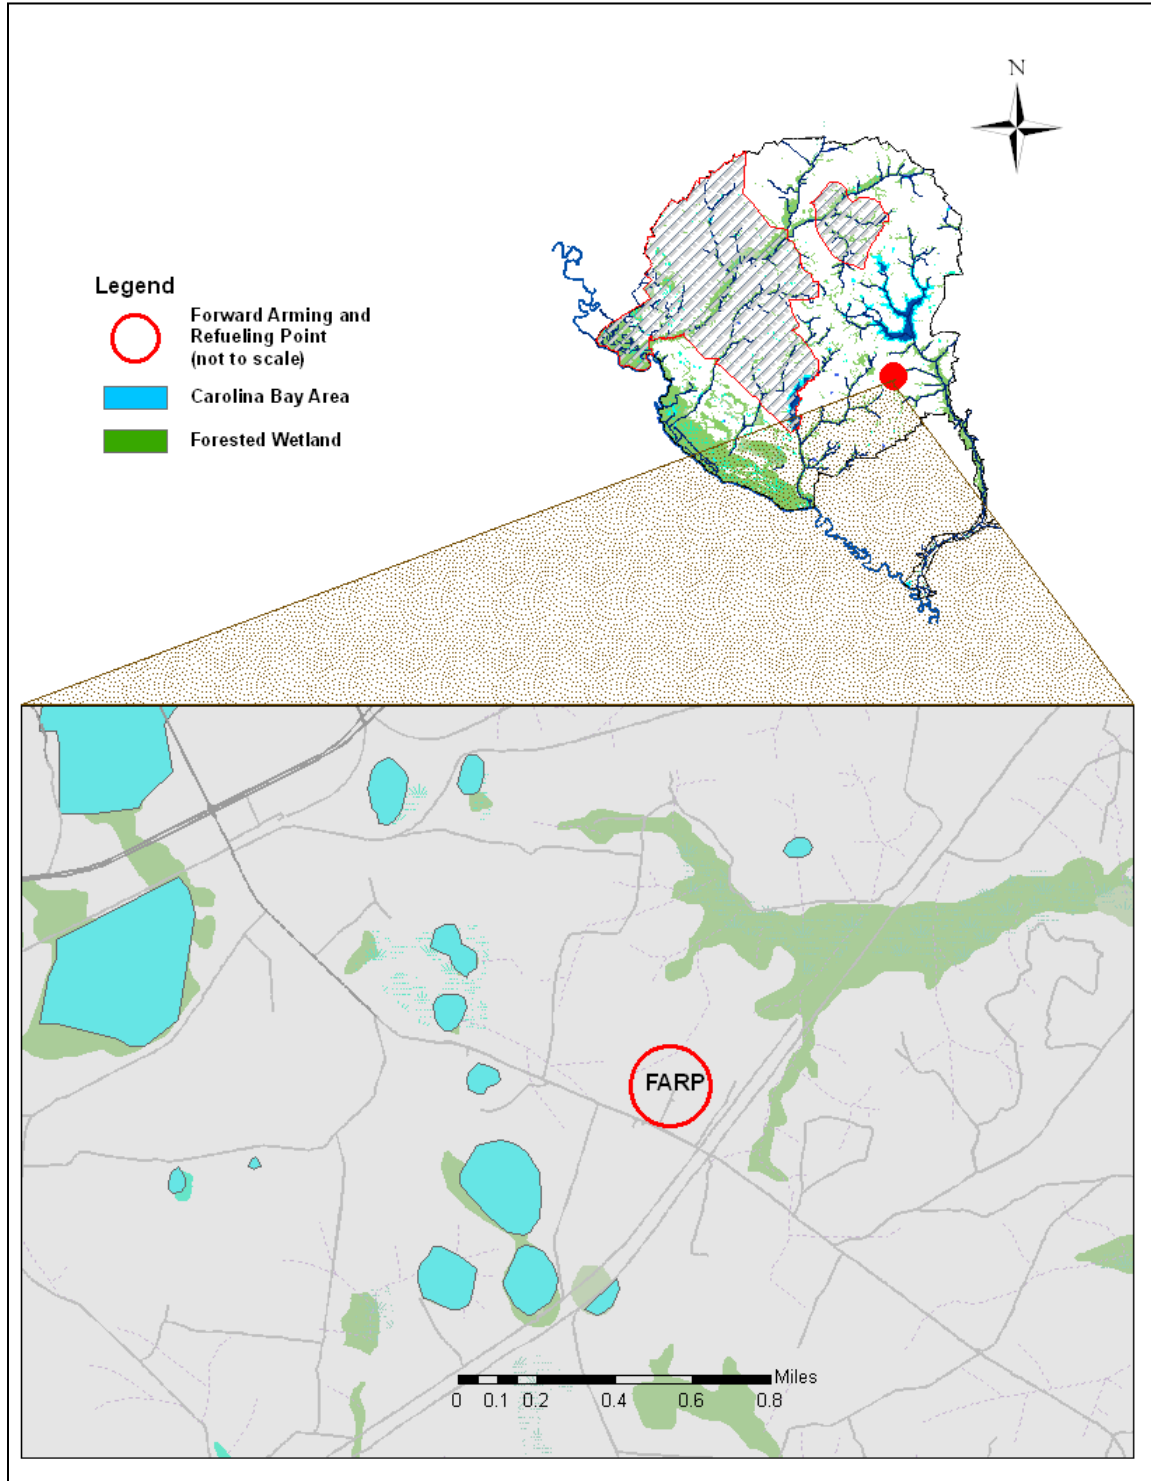 N
Legend
Forward Arming and
Refueling Point
(not to scale)
Carolina Bay Area
Forested Wetland
FARP
Miles
0 0.1 0.2 0.4 0.6 0.8